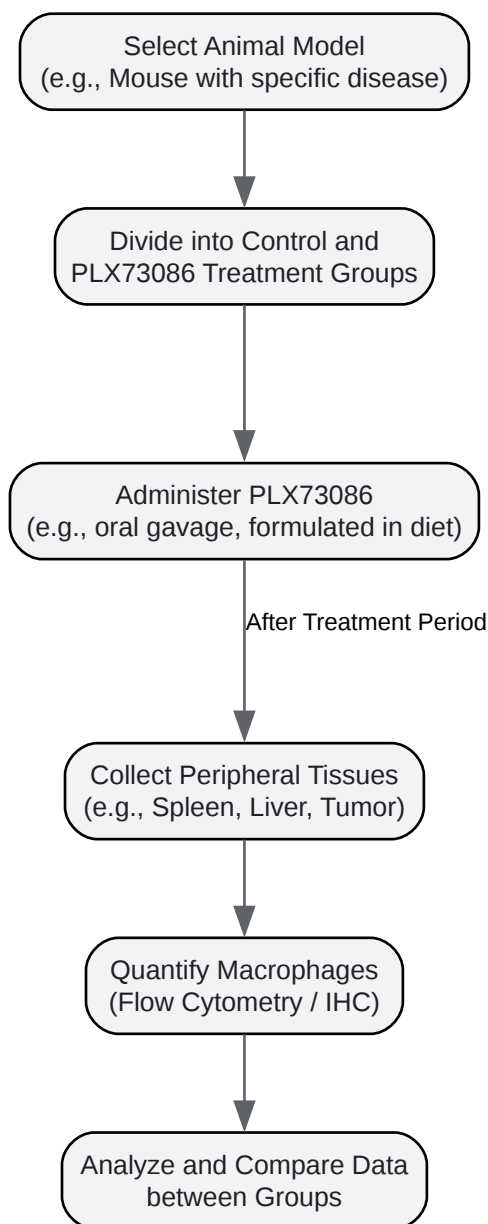 Select Animal Model
(e.g., Mouse with specific disease)
Divide into Control and
PLX73086 Treatment Groups
Administer PLX73086
(e.g., oral gavage, formulated in diet)
After Treatment Period
Collect Peripheral Tissues
(e.g., Spleen, Liver, Tumor)
Quantify Macrophages
(Flow Cytometry / IHC)
Analyze and Compare Data
between Groups